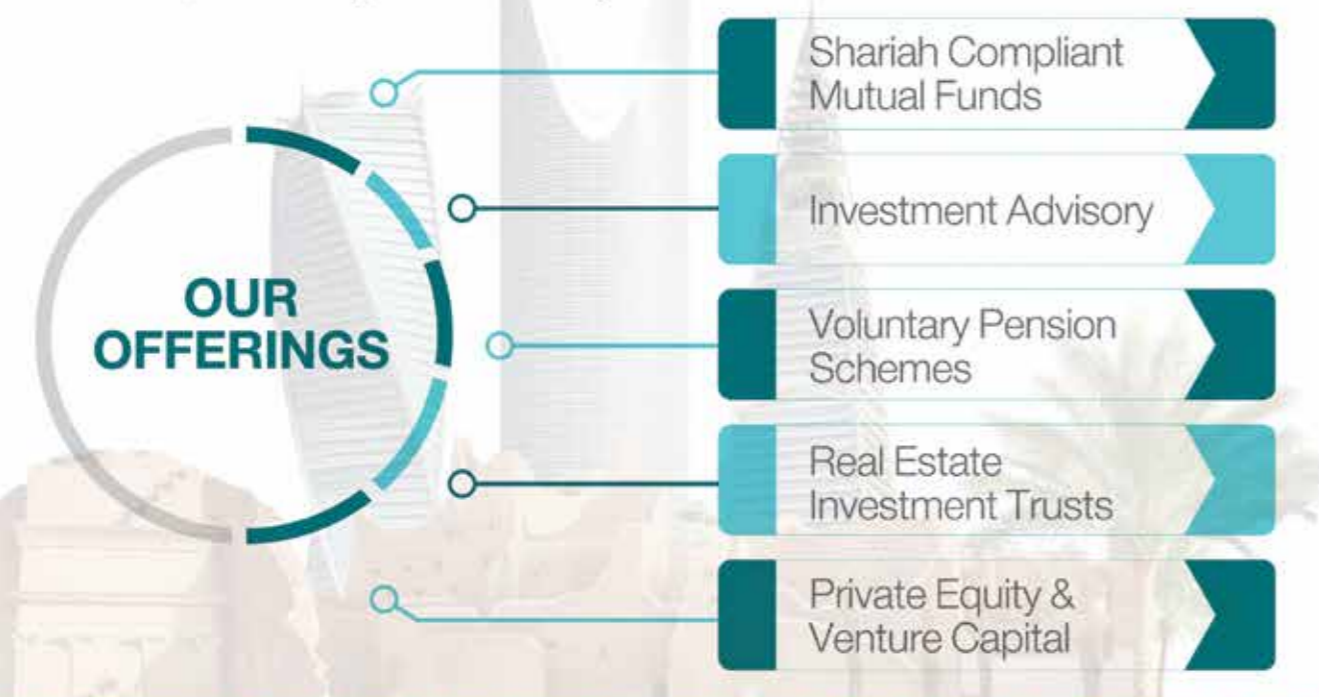 OUR
OFFERINGS
Shariah Compliant
Mutual Funds
Investment Advisory
Voluntary Pension
Schemes
Real Estate
Investment Trusts
Private Equity &
Venture Capital